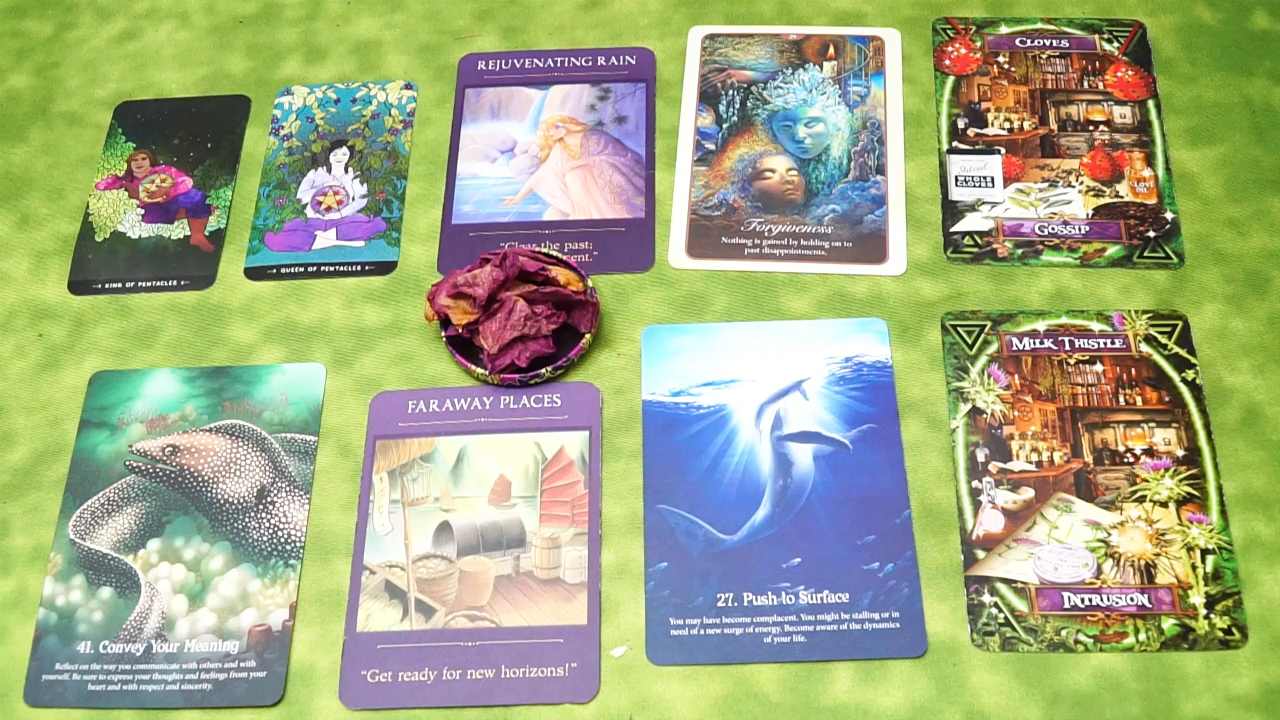 KING OF PENTACLES
QUEEN OF PENTACLES
REJUVENATING RAIN
"Clear the past;
cent."
Forgiveness
Nothing is gained by holding on to
past disappointments.
CLOVES
WHOLE
CLOVES
CLOVE
OIL
GOSSIP
41. Convey Your Meaning
Reflect on the way you communicate with others and with
yourself. Be sure to express your thoughts and feelings from your
heart and with respect and sincerity.
FARAWAY PLACES
"Get ready for new horizons!"
27. Push to Surface
You may have become complacent. You might be stalling or in
need of a new surge of energy. Become aware of the dynamics
of your life.
MILK THISTLE
INTRUSION